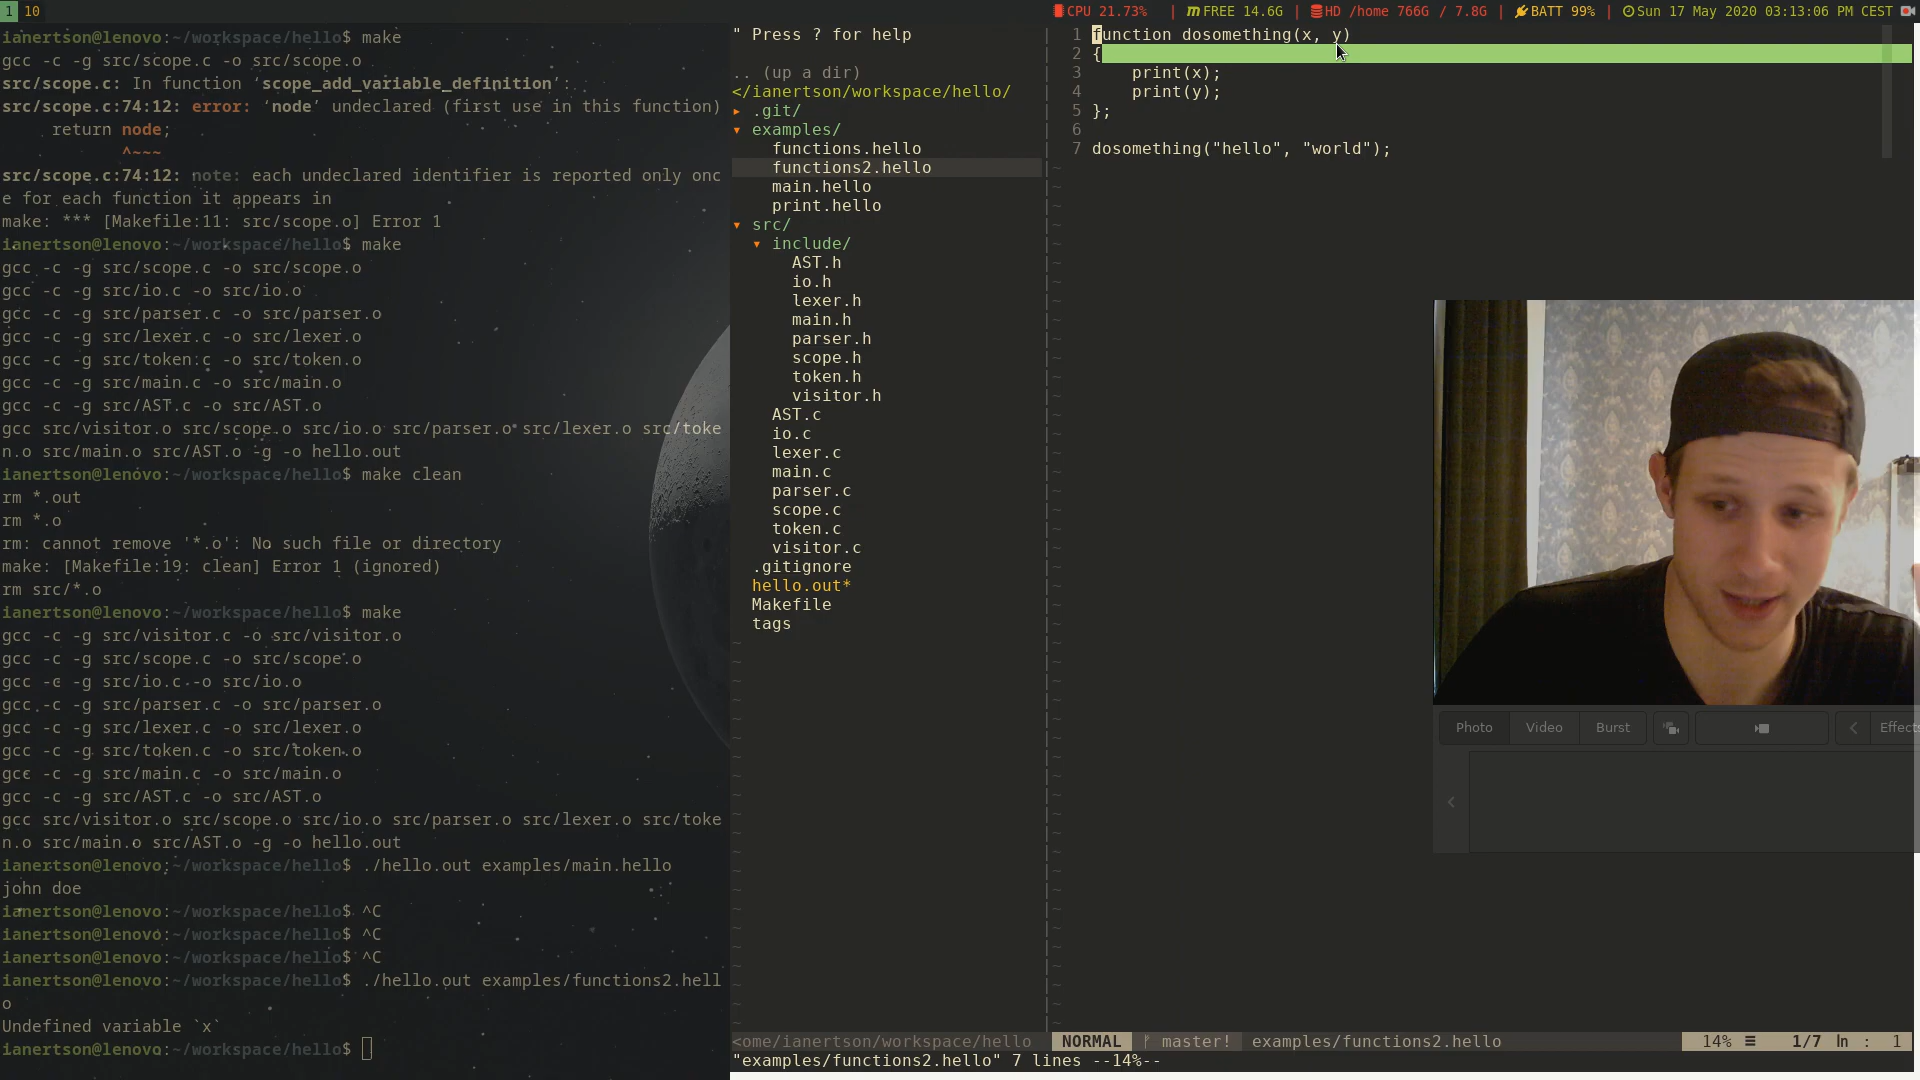 1 10
CPU 21.73% | FREE 14.6G | HD /home 766G / 7.8G | BATT 99% | Sun 17 May 2020 03:13:06 PM CEST
ianertson@lenovo:~/workspace/hello$ make
gcc -c -g src/scope.c -o src/scope.o
src/scope.c: In function ‘scope_add_variable_definition’:
src/scope.c:74:12: error: ‘node’ undeclared (first use in this function)
return node;
^~~~
src/scope.c:74:12: note: each undeclared identifier is reported only onc
e for each function it appears in
make: *** [Makefile:11: src/scope.o] Error 1
ianertson@lenovo:~/workspace/hello$ make
gcc -c -g src/scope.c -o src/scope.o
gcc -c -g src/io.c -o src/io.o
gcc -c -g src/parser.c -o src/parser.o
gcc -c -g src/lexer.c -o src/lexer.o
gcc -c -g src/token.c -o src/token.o
gcc -c -g src/main.c -o src/main.o
gcc -c -g src/AST.c -o src/AST.o
gcc src/visitor.o src/scope.o src/io.o src/parser.o src/lexer.o src/toke
n.o src/main.o src/AST.o -g -o hello.out
ianertson@lenovo:~/workspace/hello$ make clean
rm *.out
rm *.o
rm: cannot remove '*.o': No such file or directory
make: [Makefile:19: clean] Error 1 (ignored)
rm src/*.o
ianertson@lenovo:~/workspace/hello$ make
gcc -c -g src/visitor.c -o src/visitor.o
gcc -c -g src/scope.c -o src/scope.o
gcc -c -g src/io.c -o src/io.o
gcc -c -g src/parser.c -o src/parser.o
gcc -c -g src/lexer.c -o src/lexer.o
gcc -c -g src/token.c -o src/token.o
gcc -c -g src/main.c -o src/main.o
gcc -c -g src/AST.c -o src/AST.o
gcc src/visitor.o src/scope.o src/io.o src/parser.o src/lexer.o src/toke
n.o src/main.o src/AST.o -g -o hello.out
ianertson@lenovo:~/workspace/hello$ ./hello.out examples/main.hello
john doe
ianertson@lenovo:~/workspace/hello$ ^C
ianertson@lenovo:~/workspace/hello$ ^C
ianertson@lenovo:~/workspace/hello$ ^C
ianertson@lenovo:~/workspace/hello$ ./hello.out examples/functions2.hell
o
Undefined variable `x`
ianertson@lenovo:~/workspace/hello$
" Press ? for help
.. (up a dir)
</ianertson/workspace/hello/
▸ .git/
▾ examples/
functions.hello
functions2.hello
main.hello
print.hello
▾ src/
▾ include/
AST.h
io.h
lexer.h
main.h
parser.h
scope.h
token.h
visitor.h
AST.c
io.c
lexer.c
main.c
parser.c
scope.c
token.c
visitor.c
.gitignore
hello.out*
Makefile
tags
<ome/ianertson/workspace/hello
1 function dosomething(x, y)
2 {
3 print(x);
4 print(y);
5 };
6
7 dosomething("hello", "world");
Photo Video Burst Effects
NORMAL master! examples/functions2.hello 14% ≡ 1/7 ln : 1
"examples/functions2.hello" 7 lines --14%--